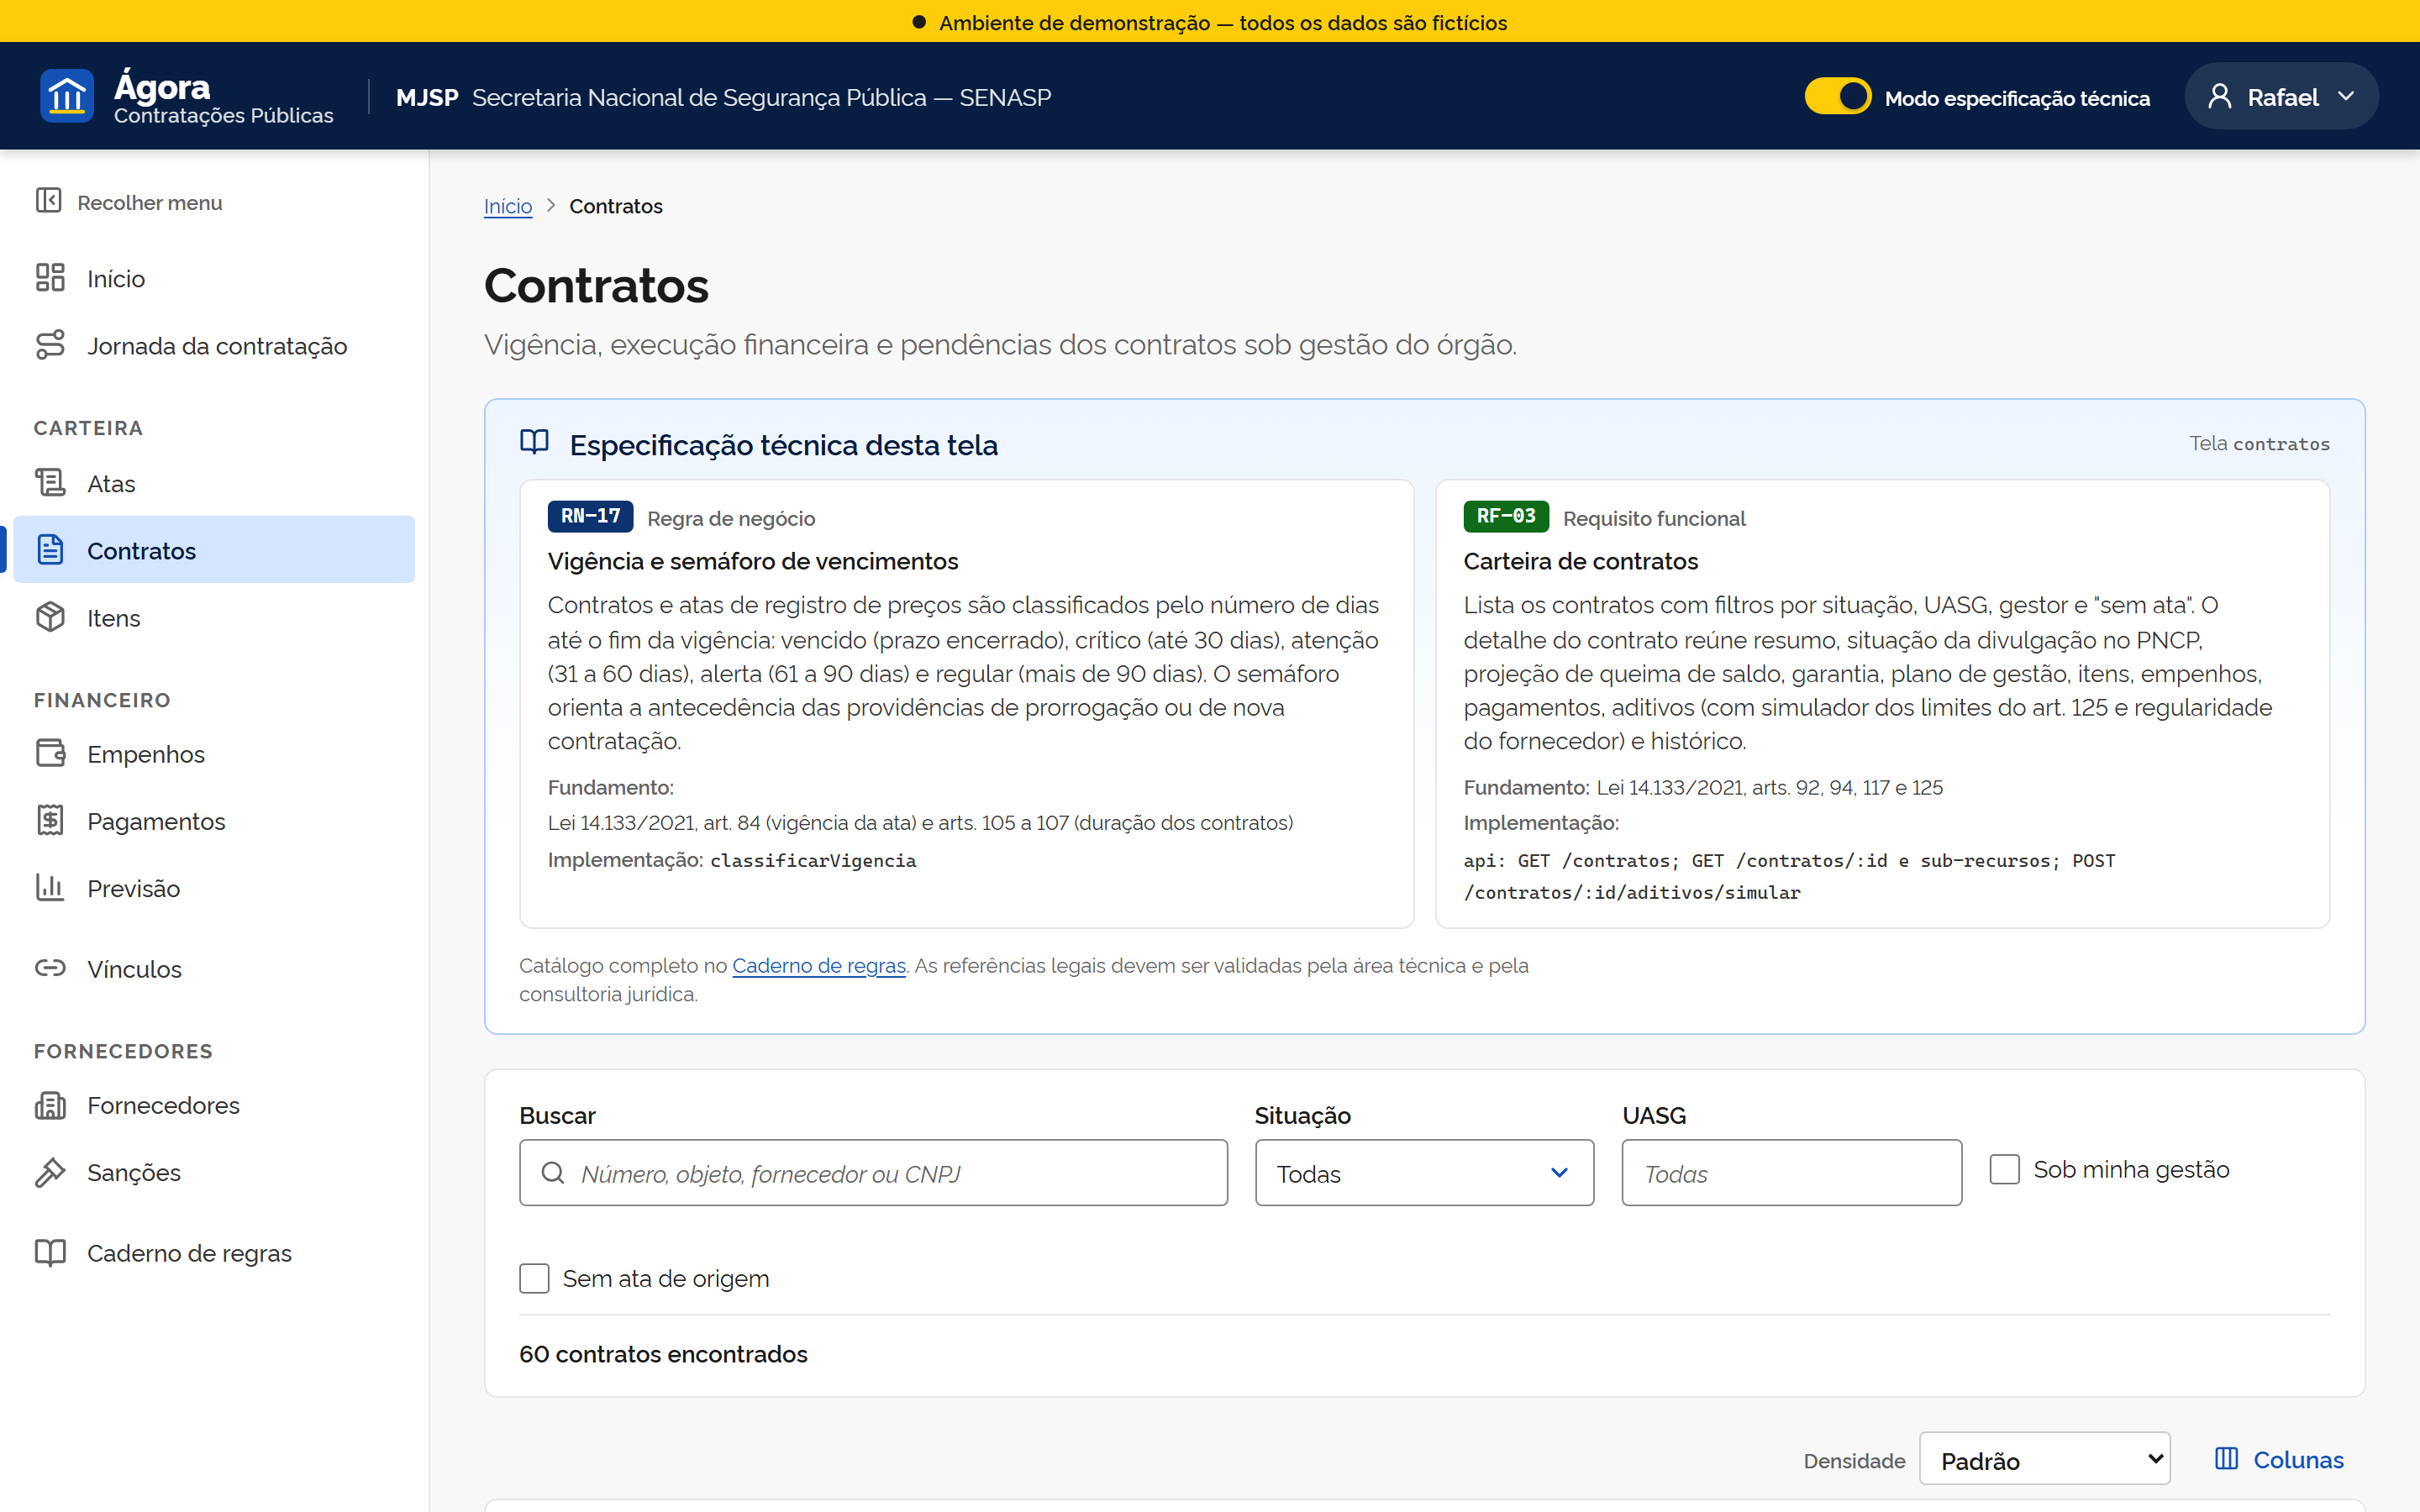 Ambiente de demonstração — todos os dados são fictícios
Ágora
Contratações Públicas
MJSP Secretaria Nacional de Segurança Pública — SENASP
Modo especificação técnica
Rafael
Recolher menu
Início
Jornada da contratação
CARTEIRA
Atas
Contratos
Itens
FINANCEIRO
Empenhos
Pagamentos
Previsão
Vínculos
FORNECEDORES
Fornecedores
Sanções
Caderno de regras
Início > Contratos
Contratos
Vigência, execução financeira e pendências dos contratos sob gestão do órgão.
Especificação técnica desta tela
Tela contratos
RN-17 Regra de negócio
Vigência e semáforo de vencimentos
Contratos e atas de registro de preços são classificados pelo número de dias
até o fim da vigência: vencido (prazo encerrado), crítico (até 30 dias), atenção
(31 a 60 dias), alerta (61 a 90 dias) e regular (mais de 90 dias). O semáforo
orienta a antecedência das providências de prorrogação ou de nova
contratação.
Fundamento:
Lei 14.133/2021, art. 84 (vigência da ata) e arts. 105 a 107 (duração dos contratos)
Implementação: classificarVigencia
RF-03 Requisito funcional
Carteira de contratos
Lista os contratos com filtros por situação, UASG, gestor e "sem ata". O
detalhe do contrato reúne resumo, situação da divulgação no PNCP,
projeção de queima de saldo, garantia, plano de gestão, itens, empenhos,
pagamentos, aditivos (com simulador dos limites do art. 125 e regularidade
do fornecedor) e histórico.
Fundamento: Lei 14.133/2021, arts. 92, 94, 117 e 125
Implementação:
api: GET /contratos; GET /contratos/:id e sub-recursos; POST
/contratos/:id/aditivos/simular
Catálogo completo no Caderno de regras. As referências legais devem ser validadas pela área técnica e pela
consultoria jurídica.
Buscar
Número, objeto, fornecedor ou CNPJ
Situação
Todas
UASG
Todas
Sob minha gestão
Sem ata de origem
60 contratos encontrados
Densidade
Padrão
Colunas